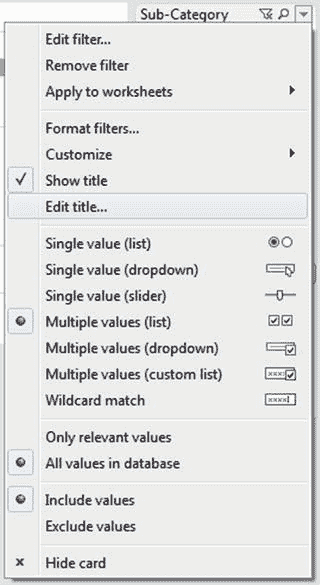 Sub-Category
Edit filter...
Remove filter
Apply to worksheets
Format filters...
Customize
Show title
Edit title...
Single value (list)
Single value (dropdown)
Single value (slider)
Multiple values (list)
Multiple values (dropdown)
Multiple values (custom list)
Wildcard match
Only relevant values
All values in database
Include values
Exclude values
Hide card